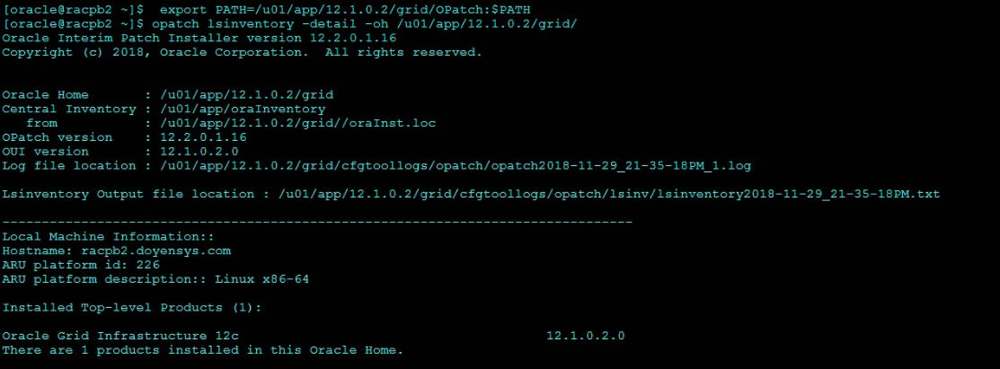 [oracle@racpb2 ~]$  export PATH=/u01/app/12.1.0.2/grid/OPatch:$PATH
[oracle@racpb2 ~]$ opatch lsinventory -detail -oh /u01/app/12.1.0.2/grid/
Oracle Interim Patch Installer version 12.2.0.1.16
Copyright (c) 2018, Oracle Corporation.  All rights reserved.
Oracle Home       : /u01/app/12.1.0.2/grid
Central Inventory : /u01/app/oraInventory
   from           : /u01/app/12.1.0.2/grid//oraInst.loc
OPatch version    : 12.2.0.1.16
OUI version       : 12.1.0.2.0
Log file location : /u01/app/12.1.0.2/grid/cfgtoollogs/opatch/opatch2018-11-29_21-35-18PM_1.log
Lsinventory Output file location : /u01/app/12.1.0.2/grid/cfgtoollogs/opatch/lsinv/lsinventory2018-11-29_21-35-18PM.txt
--------------------------------------------------------------------------------
Local Machine Information::
Hostname: racpb2.doyensys.com
ARU platform id: 226
ARU platform description:: Linux x86-64
Installed Top-level Products (1):
Oracle Grid Infrastructure 12c                                       12.1.0.2.0
There are 1 products installed in this Oracle Home.